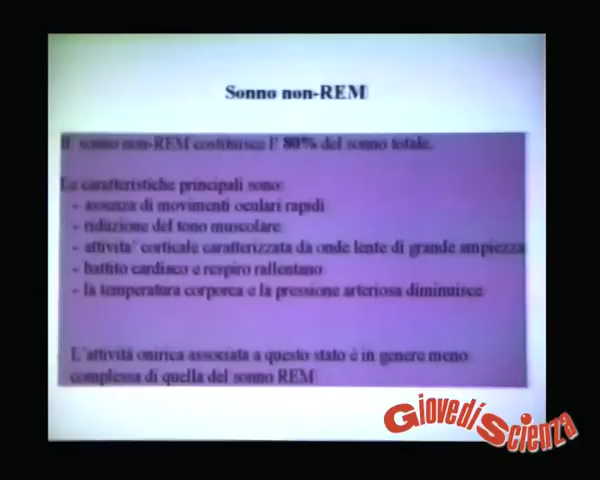 Sonno non-REM
Il sonno non-REM costituisce l' 80% del sonno totale.
Le caratteristiche principali sono:
- assenza di movimenti oculari rapidi
- riduzione del tono muscolare
- attivita' corticale caratterizzata da onde lente di grande ampiezza
- battito cardiaco e respiro rallentano
- la temperatura corporea e la pressione arteriosa diminuisce
L'attività onirica associata a questo stato è in genere meno
complessa di quella del sonno REM
Giovedì Scienza